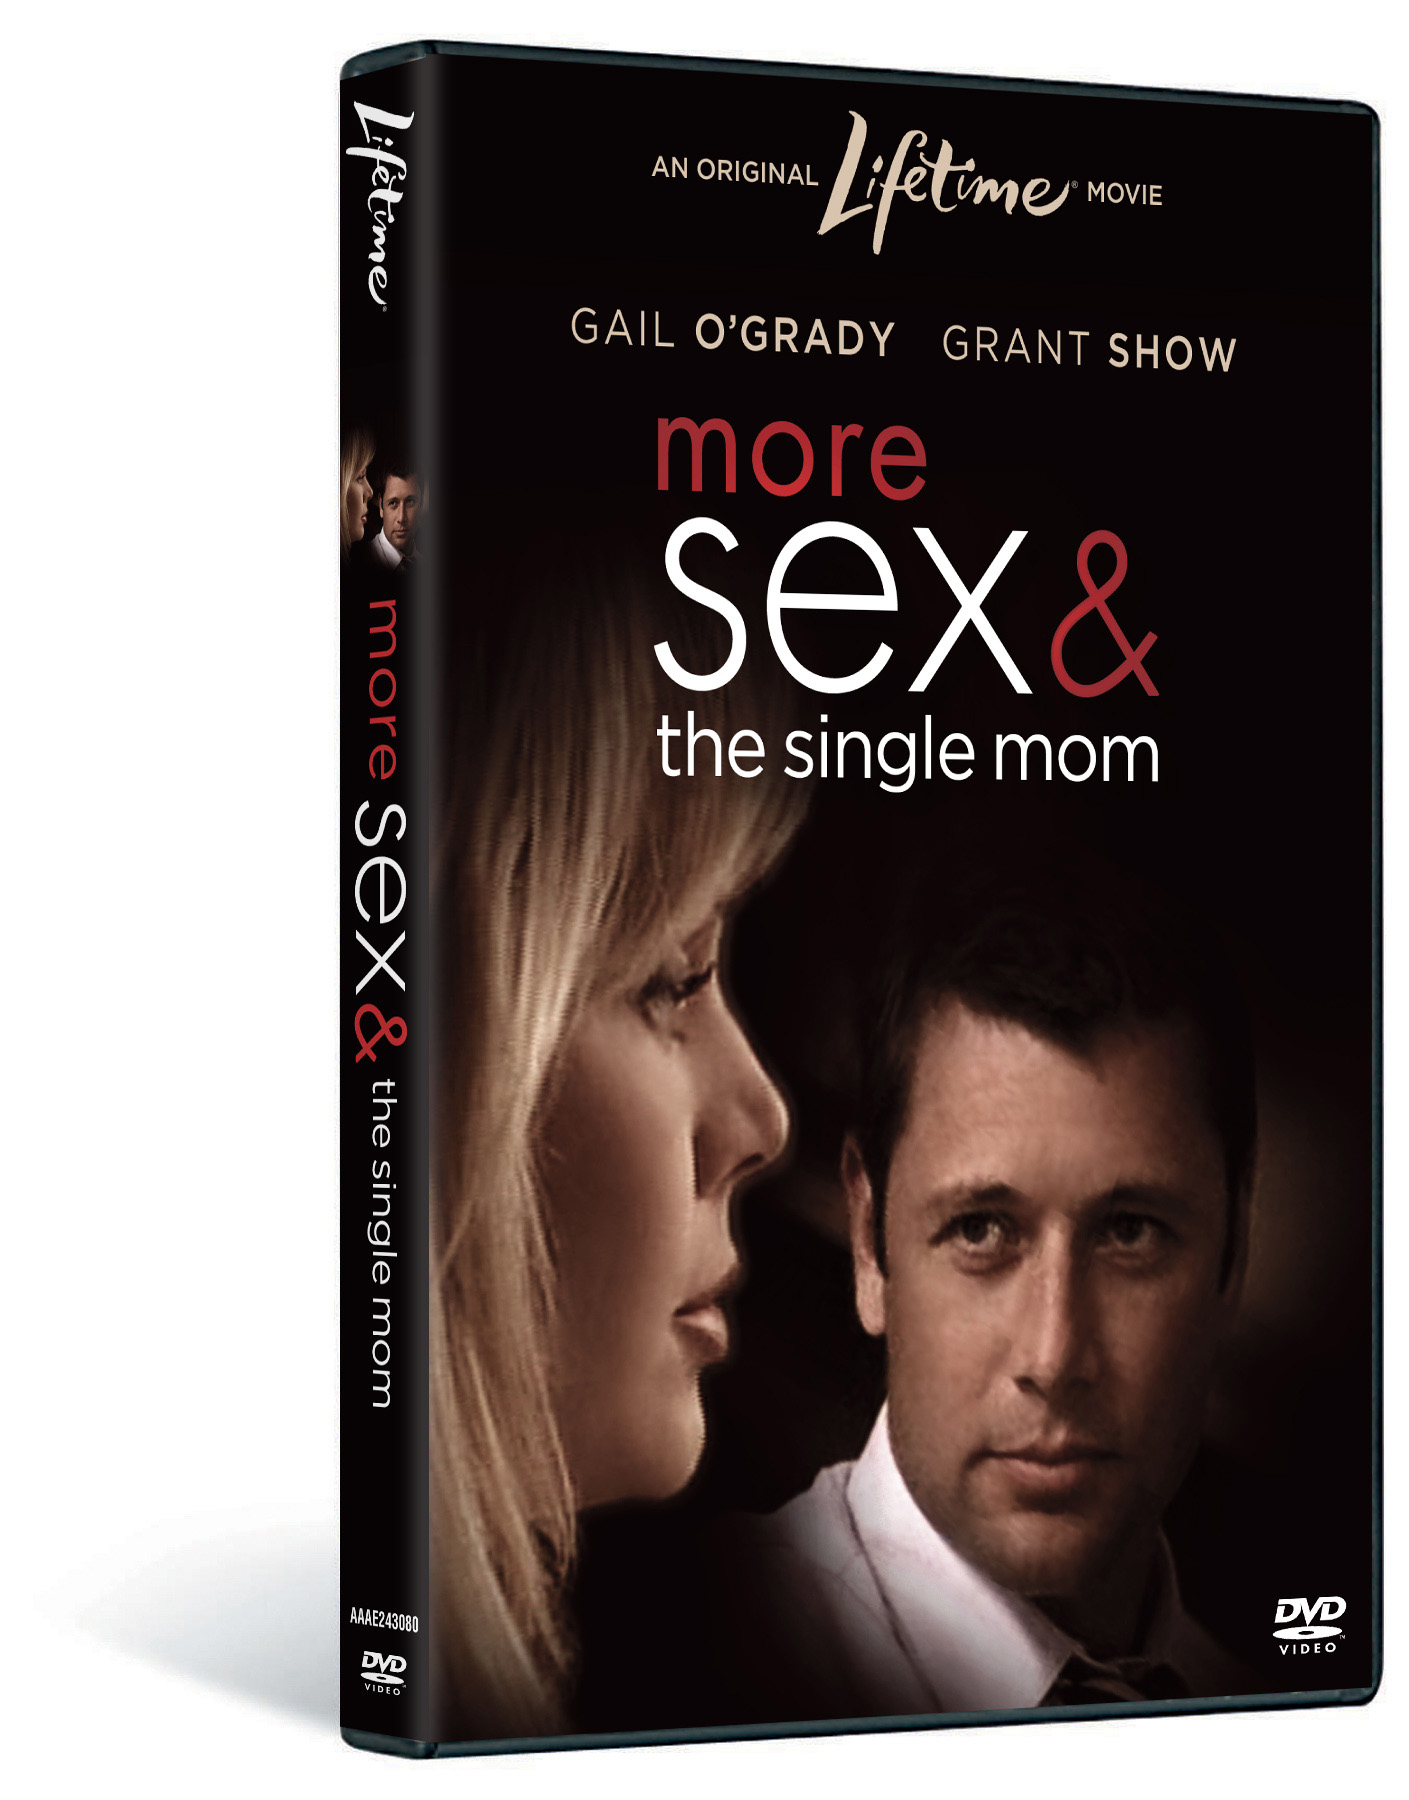 Lifetime®
more sex & the single mom
AAAE243080
DVD
VIDEO
AN ORIGINAL Lifetime® MOVIE
GAIL O'GRADY GRANT SHOW
more
sex &
the single mom
DVD
VIDEO™